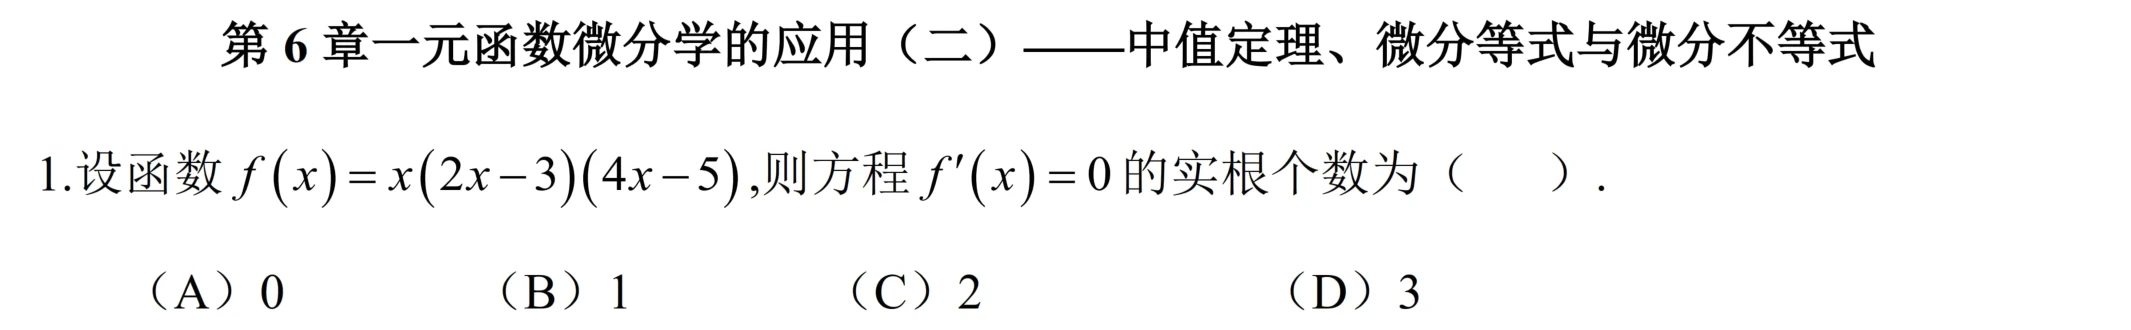 第 6 章一元函数微分学的应用（二）——中值定理、微分等式与微分不等式
1.设函数 f(x)=x(2x-3)(4x-5),则方程 f′(x)=0 的实根个数为（  ）.
（A）0 （B）1 （C）2 （D）3